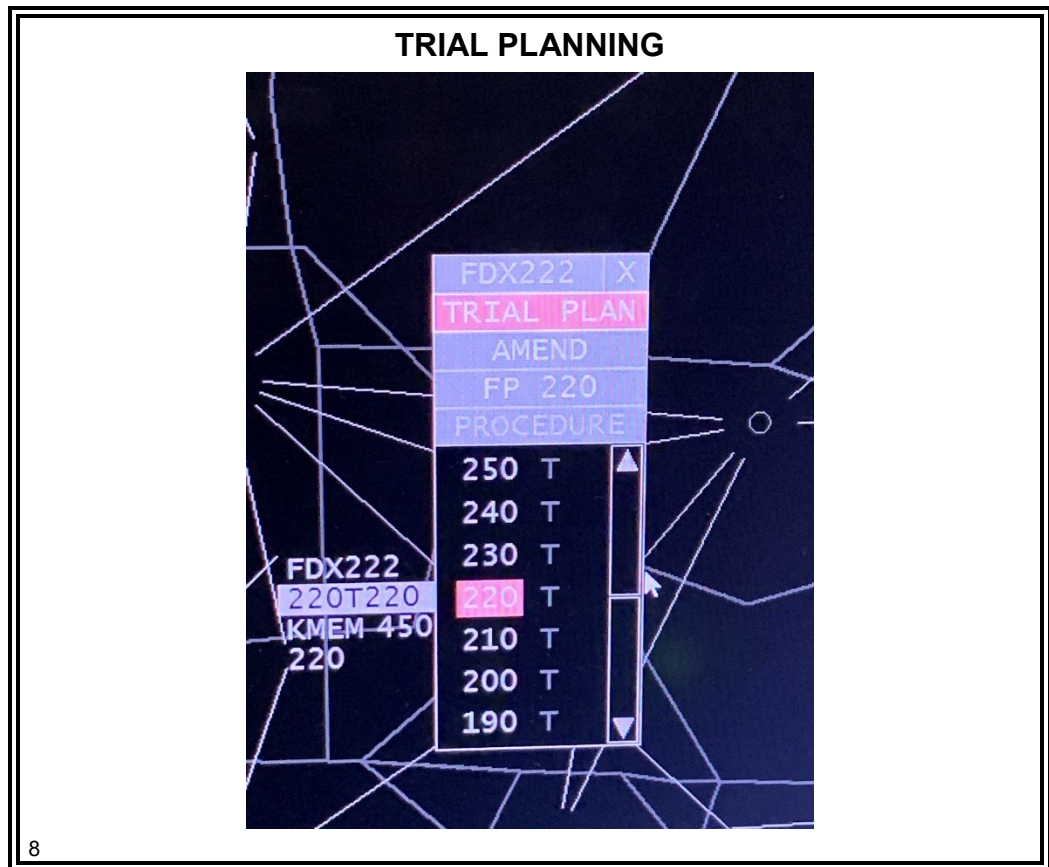 TRIAL PLANNING
FDX222 X
TRIAL PLAN
AMEND
FP 220
PROCEDURE
250 T
240 T
230 T
220 T
210 T
200 T
190 T
FDX222
220T220
KMEM 450
220
8